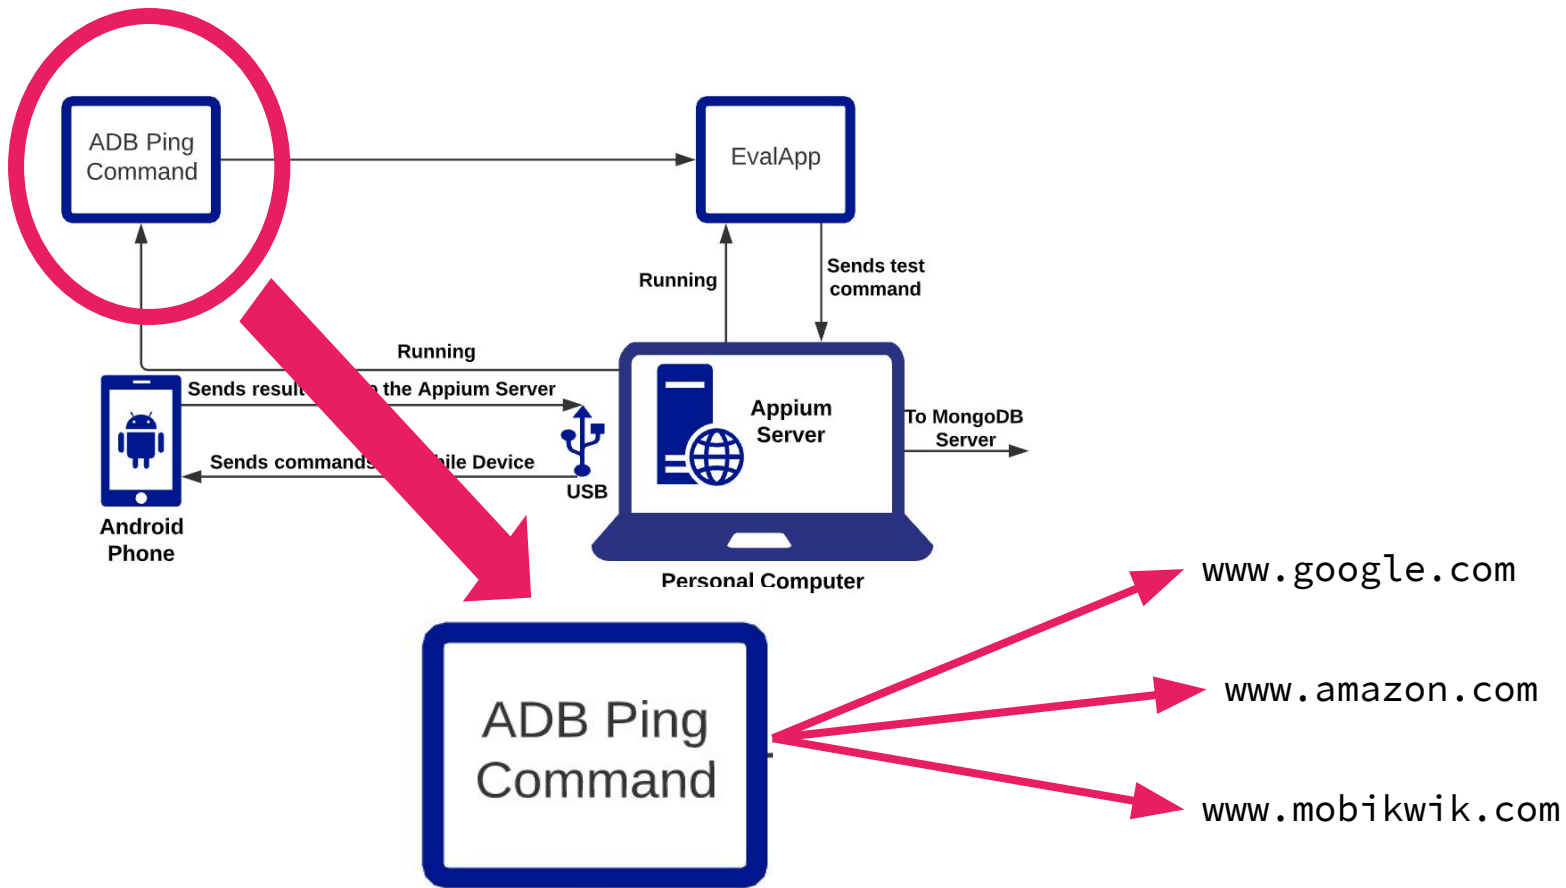 ADB Ping
Command
EvalApp
Running
Sends test
command
Running
Sends result the Appium Server
Appium
Server
To MongoDB
Server
Sends commands Device
USB
Android
Phone
Personal Computer
www.google.com
ADB Ping
Command
www.amazon.com
www.mobikwik.com